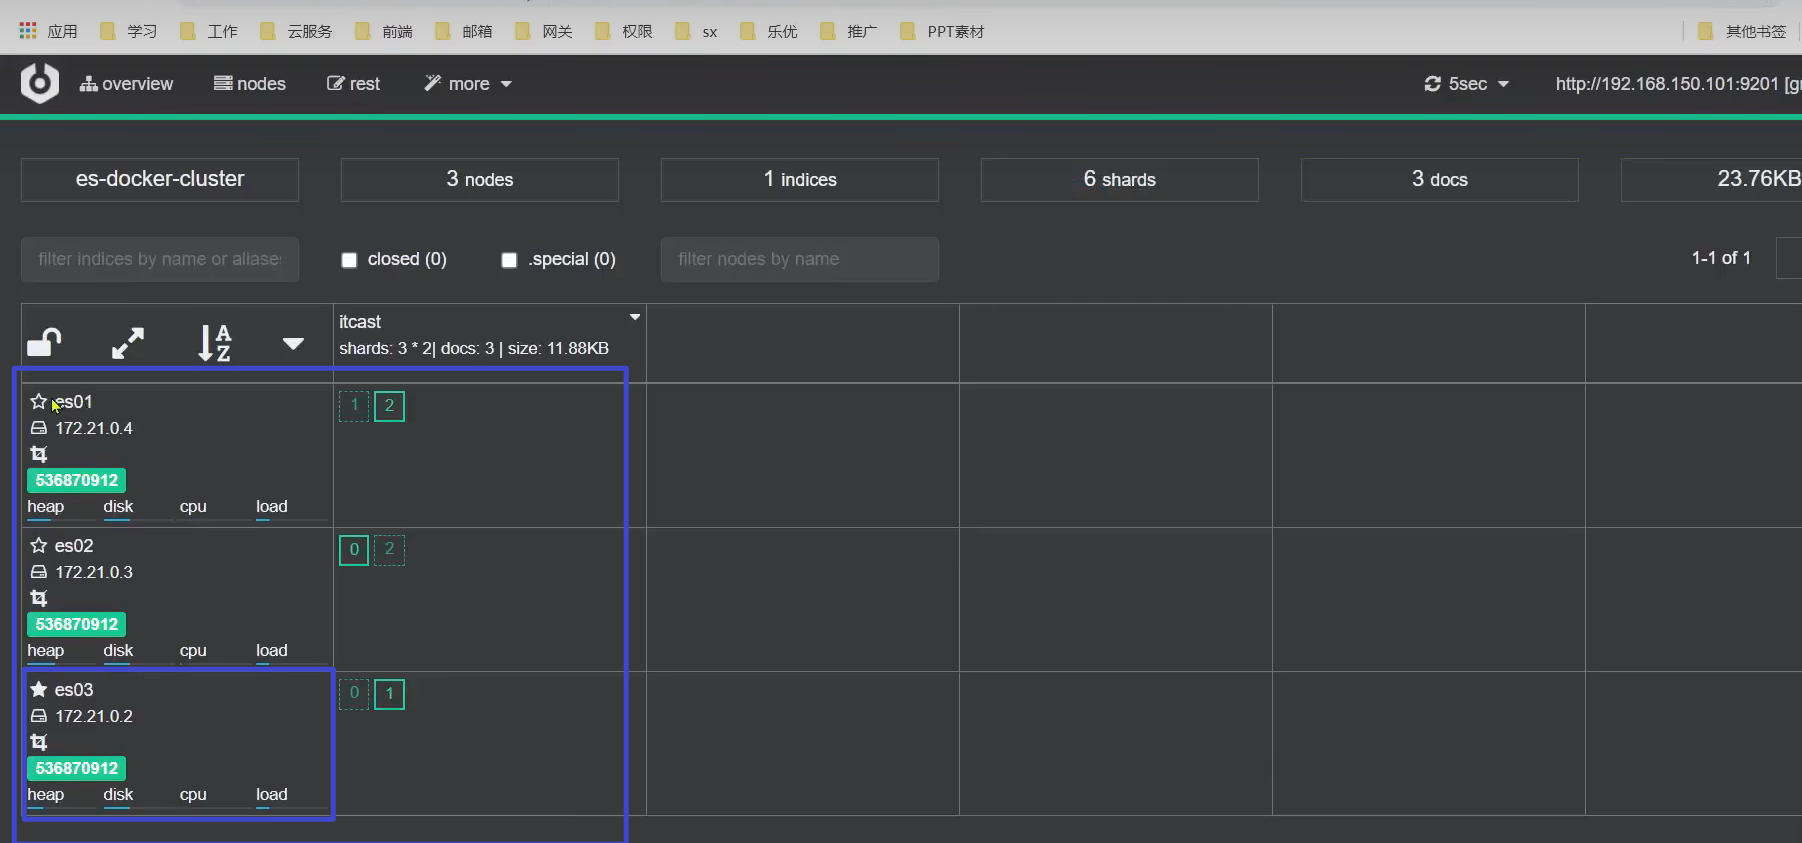 应用 学习 工作 云服务 前端 邮箱 网关 权限 sx 乐优 推广 PPT素材 其他书签
overview nodes rest more 5sec http://192.168.150.101:9201 [gr
es-docker-cluster 3 nodes 1 indices 6 shards 3 docs 23.76KB
filter indices by name or aliase closed (0) .special (0) filter nodes by name 1-1 of 1
itcast
shards: 3 * 2| docs: 3 | size: 11.88KB
es01 1 2
172.21.0.4
536870912
heap disk cpu load
es02 0 2
172.21.0.3
536870912
heap disk cpu load
es03 0 1
172.21.0.2
536870912
heap disk cpu load